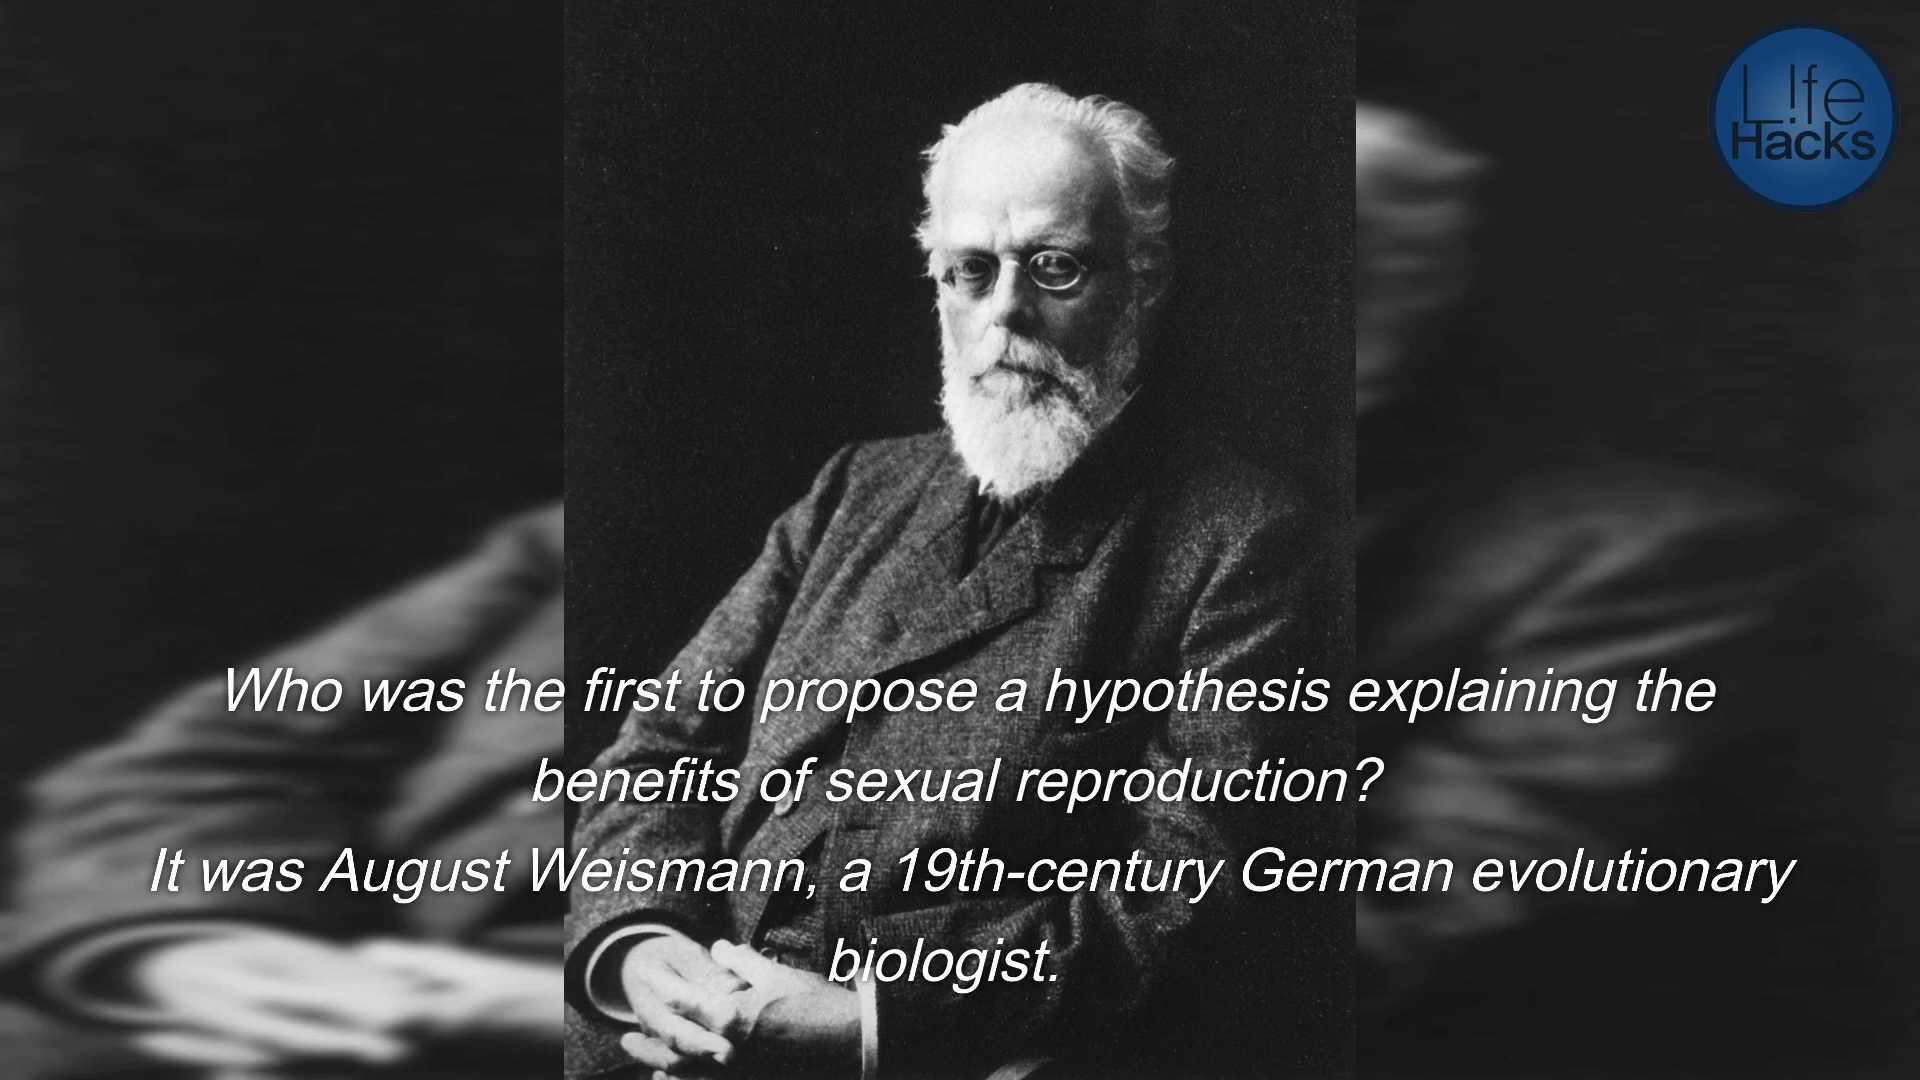 L!fe
Hacks
Who was the first to propose a hypothesis explaining the
benefits of sexual reproduction?
It was August Weismann, a 19th-century German evolutionary
biologist.